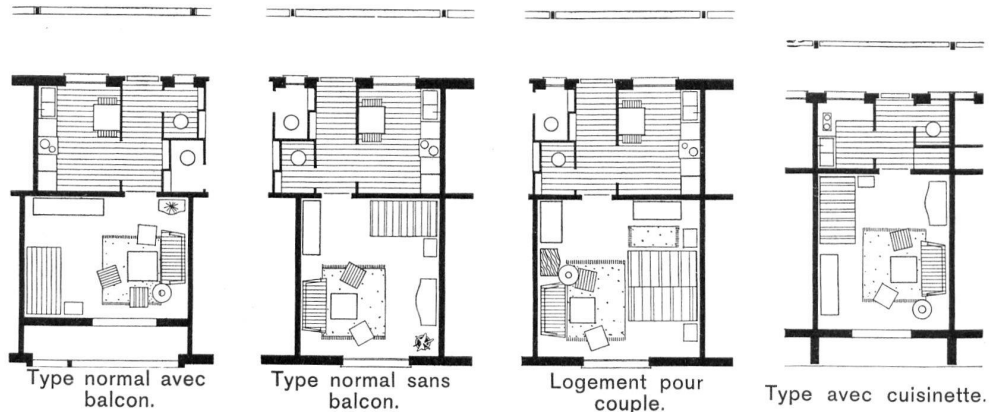 Type normal avec
balcon.
Type normal sans
balcon.
Logement pour
couple.
Type avec cuisinette.